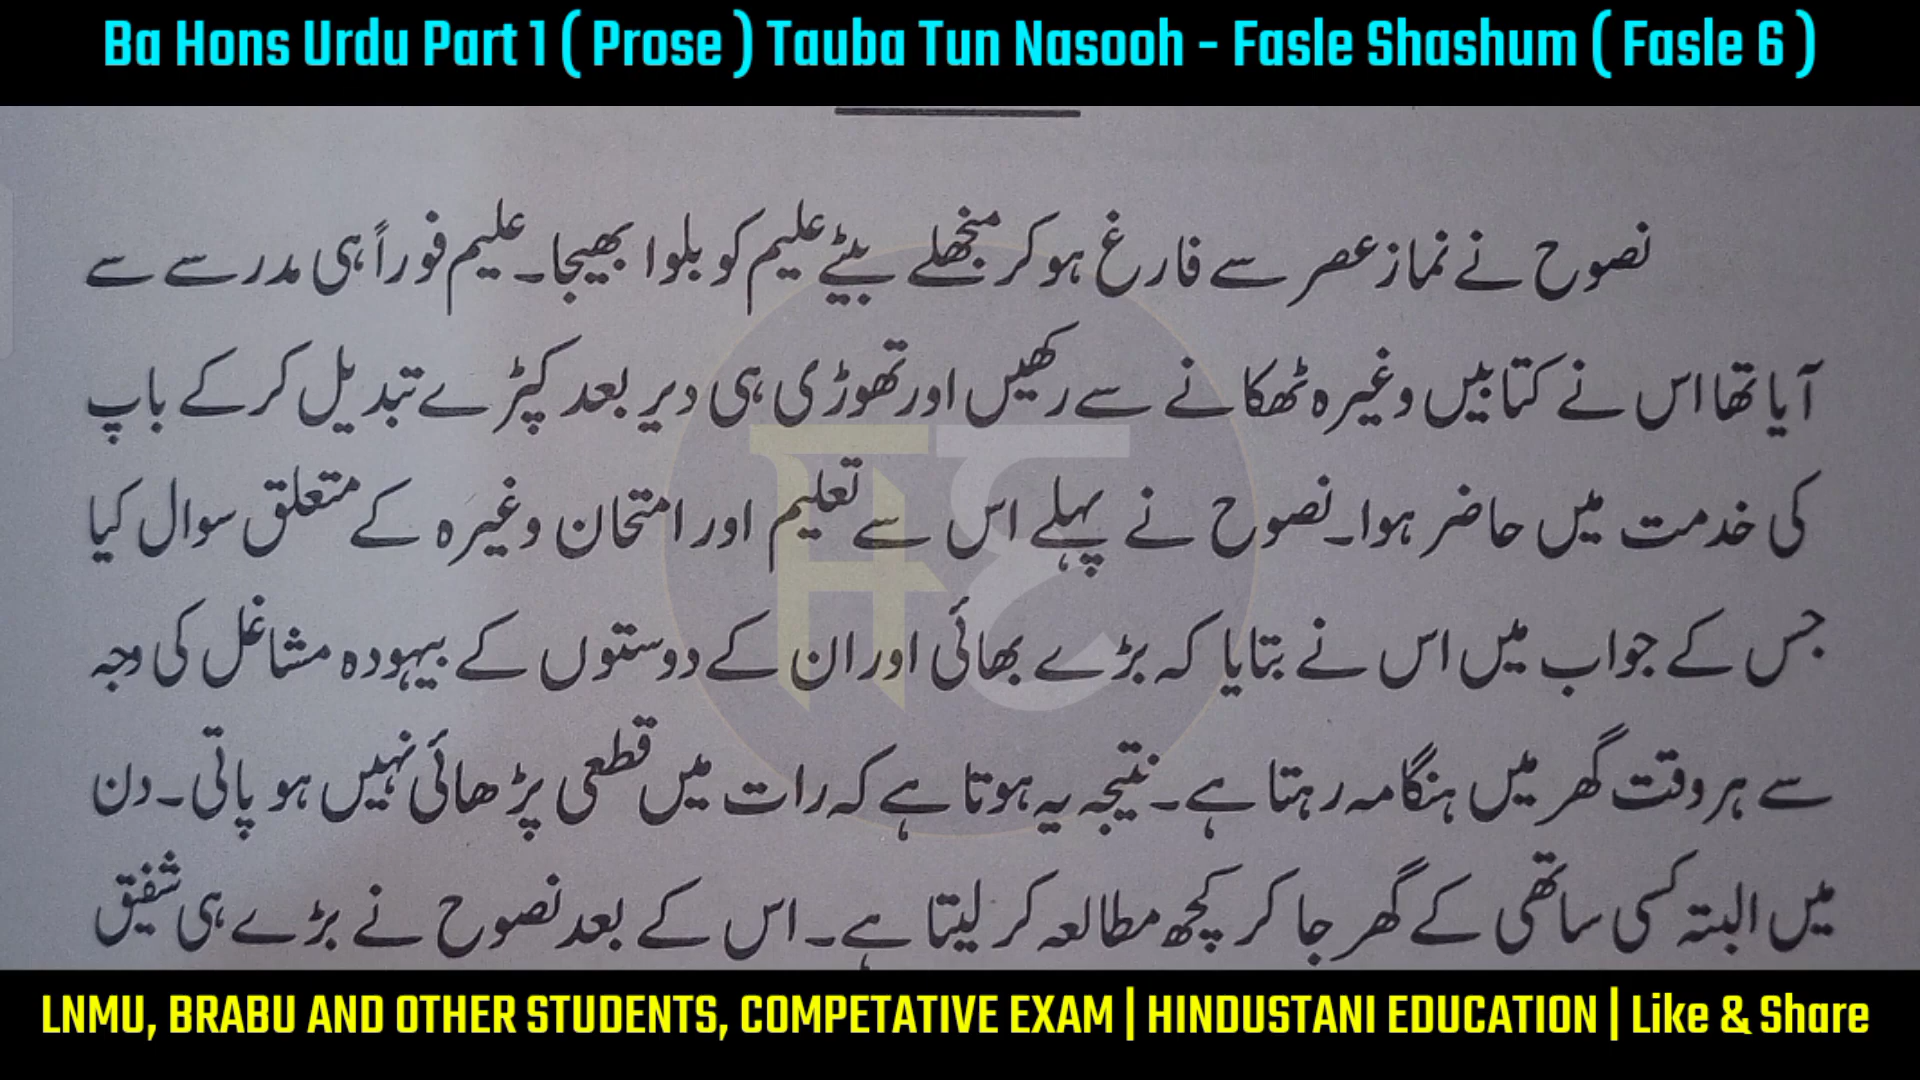 Ba Hons Urdu Part 1 ( Prose ) Tauba Tun Nasooh - Fasle Shashum ( Fasle 6 )
نصوح نے نماز عصر سے فارغ ہوکر منجھلے بیٹے علیم کو بلوا بھیجا۔ علیم فوراً ہی مدرسے سے
آیا تھا اس نے کتابیں وغیرہ ٹھکانے سے رکھیں اور تھوڑی ہی دیر بعد کپڑے تبدیل کر کے باپ
کی خدمت میں حاضر ہوا۔ نصوح نے پہلے اس سے تعلیم اور امتحان وغیرہ کے متعلق سوال کیا
جس کے جواب میں اس نے بتایا کہ بڑے بھائی اور ان کے دوستوں کے بیہودہ مشاغل کی وجہ
سے ہر وقت گھر میں ہنگامہ رہتا ہے۔ نتیجہ یہ ہوتا ہے کہ رات میں قطعی پڑھائی نہیں ہو پاتی۔ دن
میں البتہ کسی ساتھی کے گھر جا کر کچھ مطالعہ کر لیتا ہے۔ اس کے بعد نصوح نے بڑے ہی شفیق
LNMU, BRABU AND OTHER STUDENTS, COMPETATIVE EXAM | HINDUSTANI EDUCATION | Like & Share